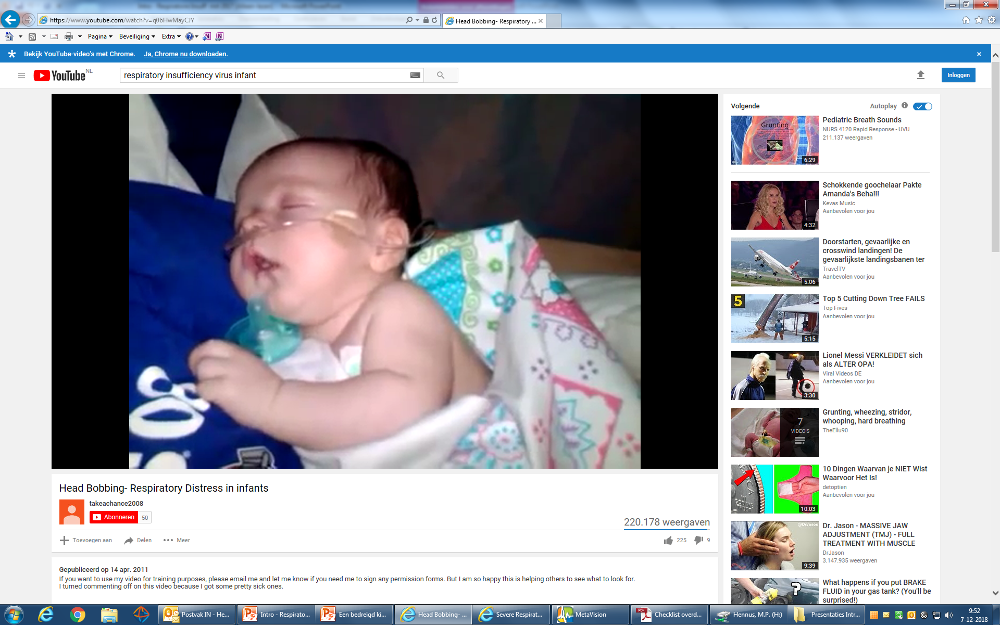 https://www.youtube.com/watch?v=q0bHwMayCJY
Head Bobbing- Respiratory ...
Pagina
Beveiliging
Extra
Bekijk YouTube-video's met Chrome.
Ja, Chrome nu downloaden.
YouTube NL
respiratory insufficiency virus infant
Inloggen
Volgende
Autoplay
Grunting
6:29
Pediatric Breath Sounds
NURS 4120 Rapid Response - UVU
211.137 weergaven
4:32
Schokkende goochelaar Pakte
Amanda's Beha!!!
Kevas Music
Aanbevolen voor jou
5:06
Doorstarten, gevaarlijke en
crosswind landingen! De
gevaarlijkste landingsbanen ter
TravelTV
Aanbevolen voor jou
5
5:15
Top 5 Cutting Down Tree FAILS
Top Fives
Aanbevolen voor jou
3:30
Lionel Messi VERKLEIDET sich
als ALTER OPA!
Viral Videos DE
Aanbevolen voor jou
7
VIDEO'S
Grunting, wheezing, stridor,
whooping, hard breathing
TheEllu90
10:03
10 Dingen Waarvan je NIET Wist
Waarvoor Het Is!
detoptien
Aanbevolen voor jou
@DrJason
9:39
Dr. Jason - MASSIVE JAW
ADJUSTMENT (TMJ) - FULL
TREATMENT WITH MUSCLE
DrJason
3.147.935 weergaven
?
What happens if you put BRAKE
FLUID in your gas tank? (You'll be
surprised!)
Head Bobbing- Respiratory Distress in infants
takeachance2008
Abonneren 50
220.178 weergaven
Toevoegen aan
Delen
Meer
225
9
Gepubliceerd op 14 apr. 2011
If you want to use my video for training purposes, please email me and let me know if you need me to sign any permission forms. But I am so happy this is helping others to see what to look for.
I turned commenting off on this video because I got some pretty sick ones.
Postvak IN - He...
Intro - Respirato...
Een bedreigd ki...
Head Bobbing- ...
Severe Respirat...
MetaVision
PDF
Checklist overd...
Hennus, M.P. (H:)
Presentaties Intr...
9:52
7-12-2018